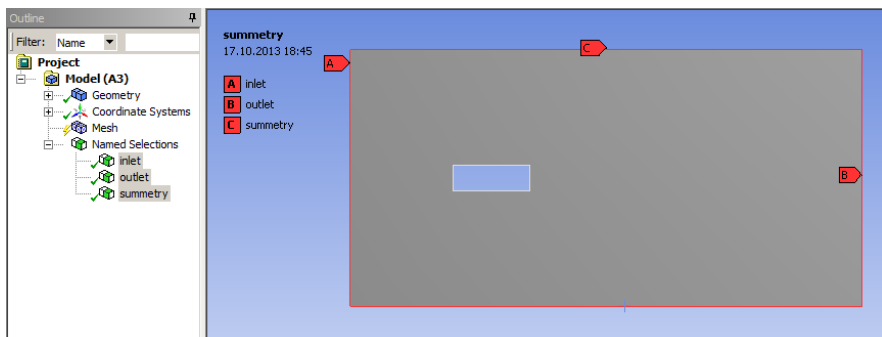 Outline
Filter: Name
Project
Model (A3)
Geometry
Coordinate Systems
Mesh
Named Selections
inlet
outlet
summetry
summetry
17.10.2013 18:45
A inlet
B outlet
C summetry
A
C
B